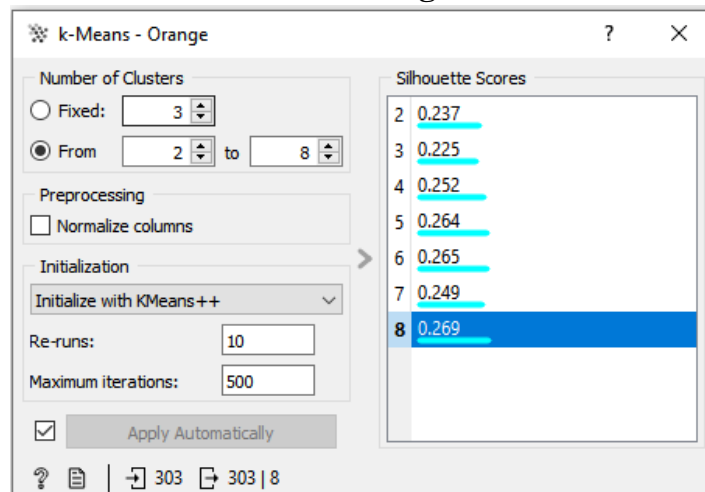 k-Means - Orange
? ×
Number of Clusters
Fixed: 3
From 2 to 8
Preprocessing
Normalize columns
Initialization
Initialize with KMeans++
Re-runs: 10
Maximum iterations: 500
Apply Automatically
? 303 303 | 8
Silhouette Scores
2 0.237
3 0.225
4 0.252
5 0.264
6 0.265
7 0.249
8 0.269